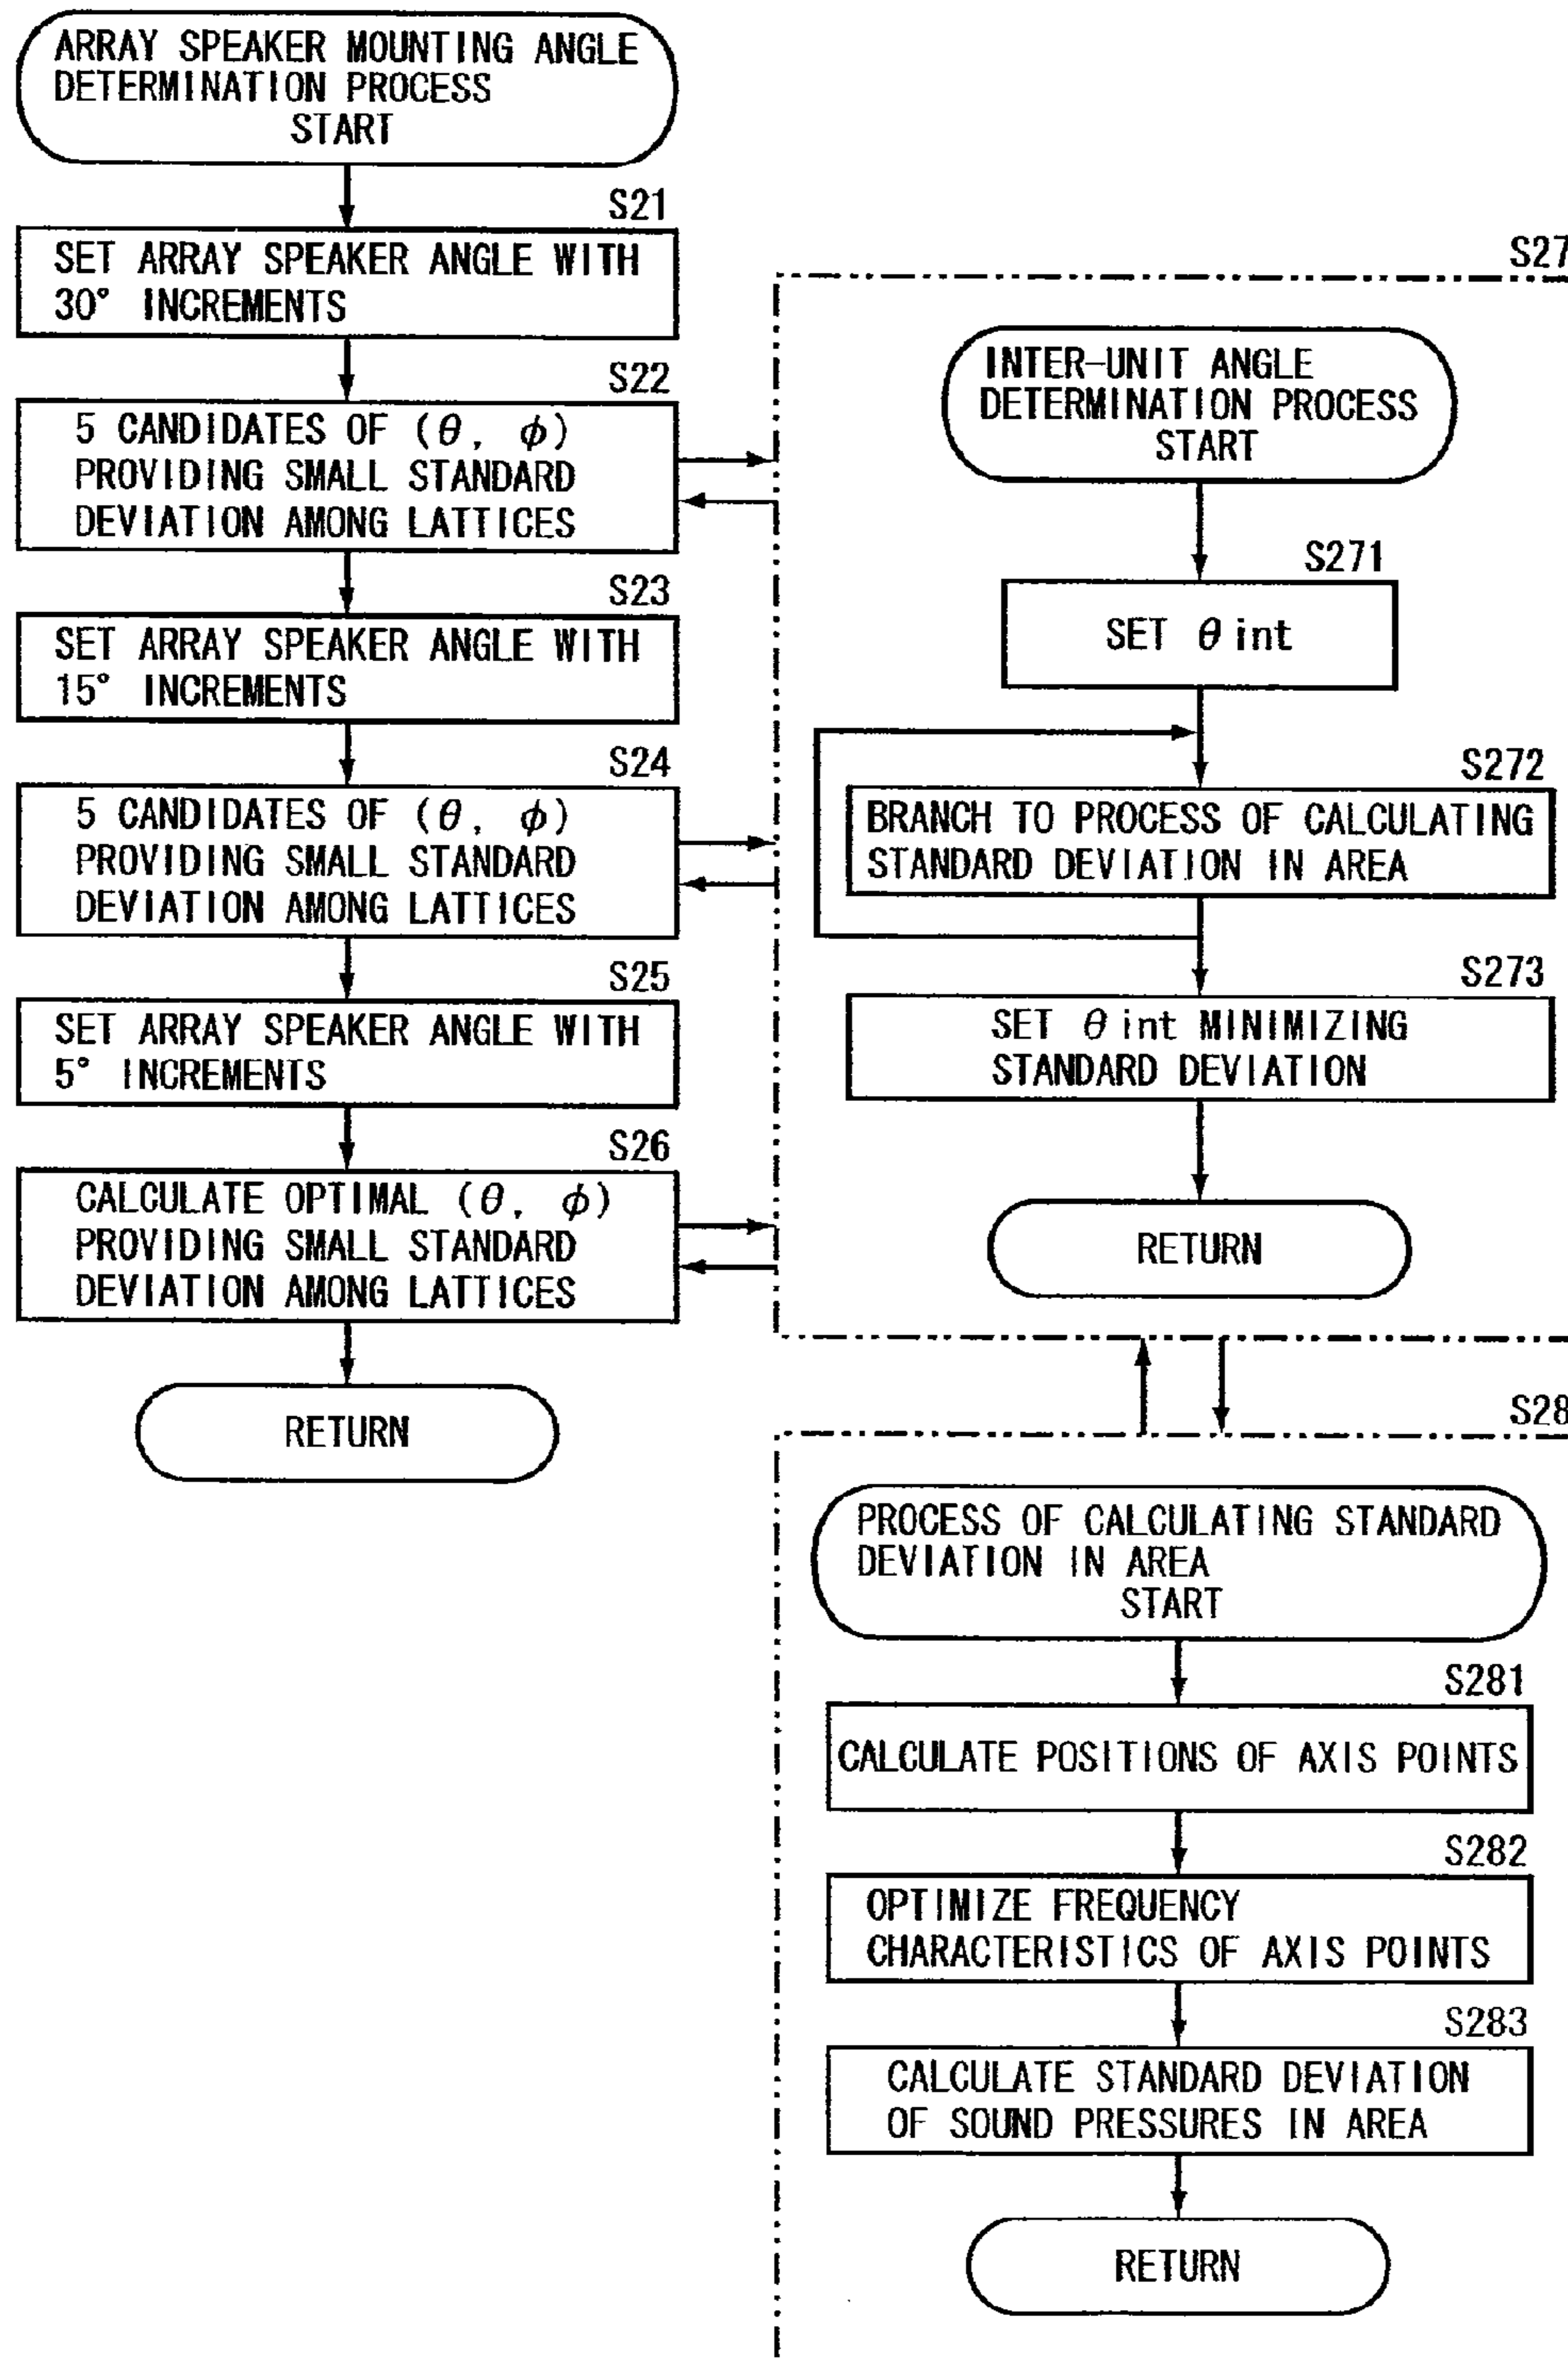 ARRAY SPEAKER MOUNTING ANGLE
DETERMINATION PROCESS
START
S21
SET ARRAY SPEAKER ANGLE WITH
30° INCREMENTS
S22
5 CANDIDATES OF (θ, φ)
PROVIDING SMALL STANDARD
DEVIATION AMONG LATTICES
S23
SET ARRAY SPEAKER ANGLE WITH
15° INCREMENTS
S24
5 CANDIDATES OF (θ, φ)
PROVIDING SMALL STANDARD
DEVIATION AMONG LATTICES
S25
SET ARRAY SPEAKER ANGLE WITH
5° INCREMENTS
S26
CALCULATE OPTIMAL (θ, φ)
PROVIDING SMALL STANDARD
DEVIATION AMONG LATTICES
RETURN
S27
INTER-UNIT ANGLE
DETERMINATION PROCESS
START
S271
SET θ int
S272
BRANCH TO PROCESS OF CALCULATING
STANDARD DEVIATION IN AREA
S273
SET θ int MINIMIZING
STANDARD DEVIATION
RETURN
S28
PROCESS OF CALCULATING STANDARD
DEVIATION IN AREA
START
S281
CALCULATE POSITIONS OF AXIS POINTS
S282
OPTIMIZE FREQUENCY
CHARACTERISTICS OF AXIS POINTS
S283
CALCULATE STANDARD DEVIATION
OF SOUND PRESSURES IN AREA
RETURN